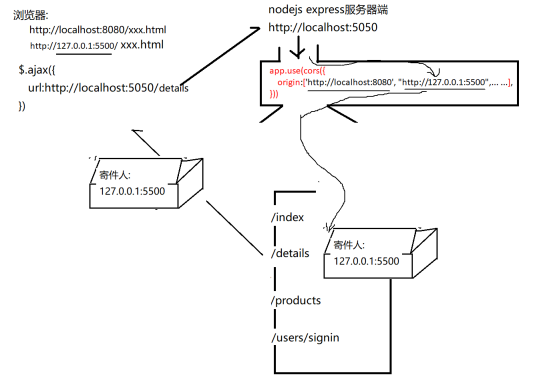 浏览器:
http://localhost:8080/xxx.html
http://127.0.0.1:5500/ xxx.html
$.ajax({
url:http://localhost:5050/details
})
nodejs express服务器端
http://localhost:5050
app.use(cors({
origin:['http://localhost:8080', "http://127.0.0.1:5500",... ...],
}))
寄件人:
127.0.0.1:5500
/index
/details
/products
/users/signin
寄件人:
127.0.0.1:5500